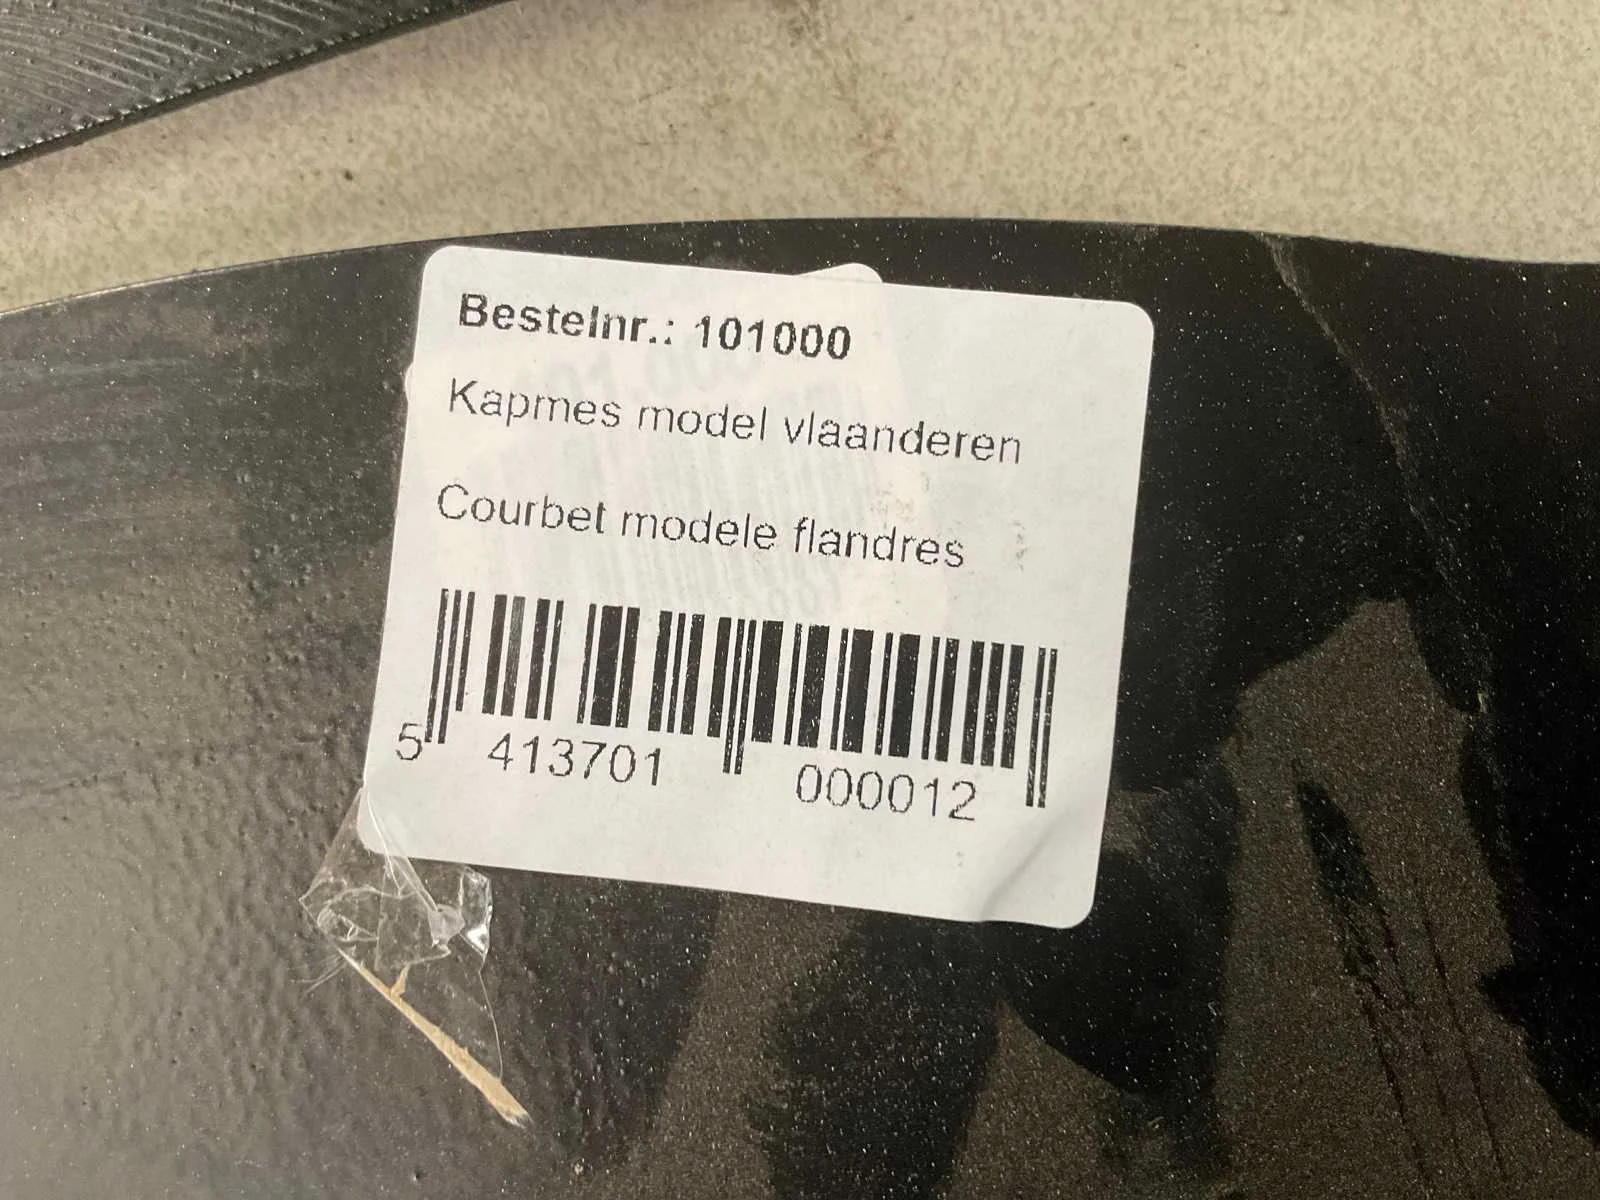 Bestelnr.: 101000
Kapmes model vlaanderen
Courbet modele flandres
5 413701 000012